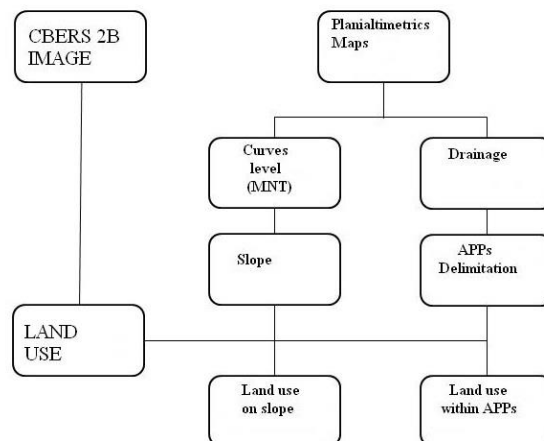 CBERS 2B
IMAGE
Planialtimetrics
Maps
Curves
level
(MNT)
Drainage
Slope
APPs
Delimitation
LAND
USE
Land use
on slope
Land use
within APPs